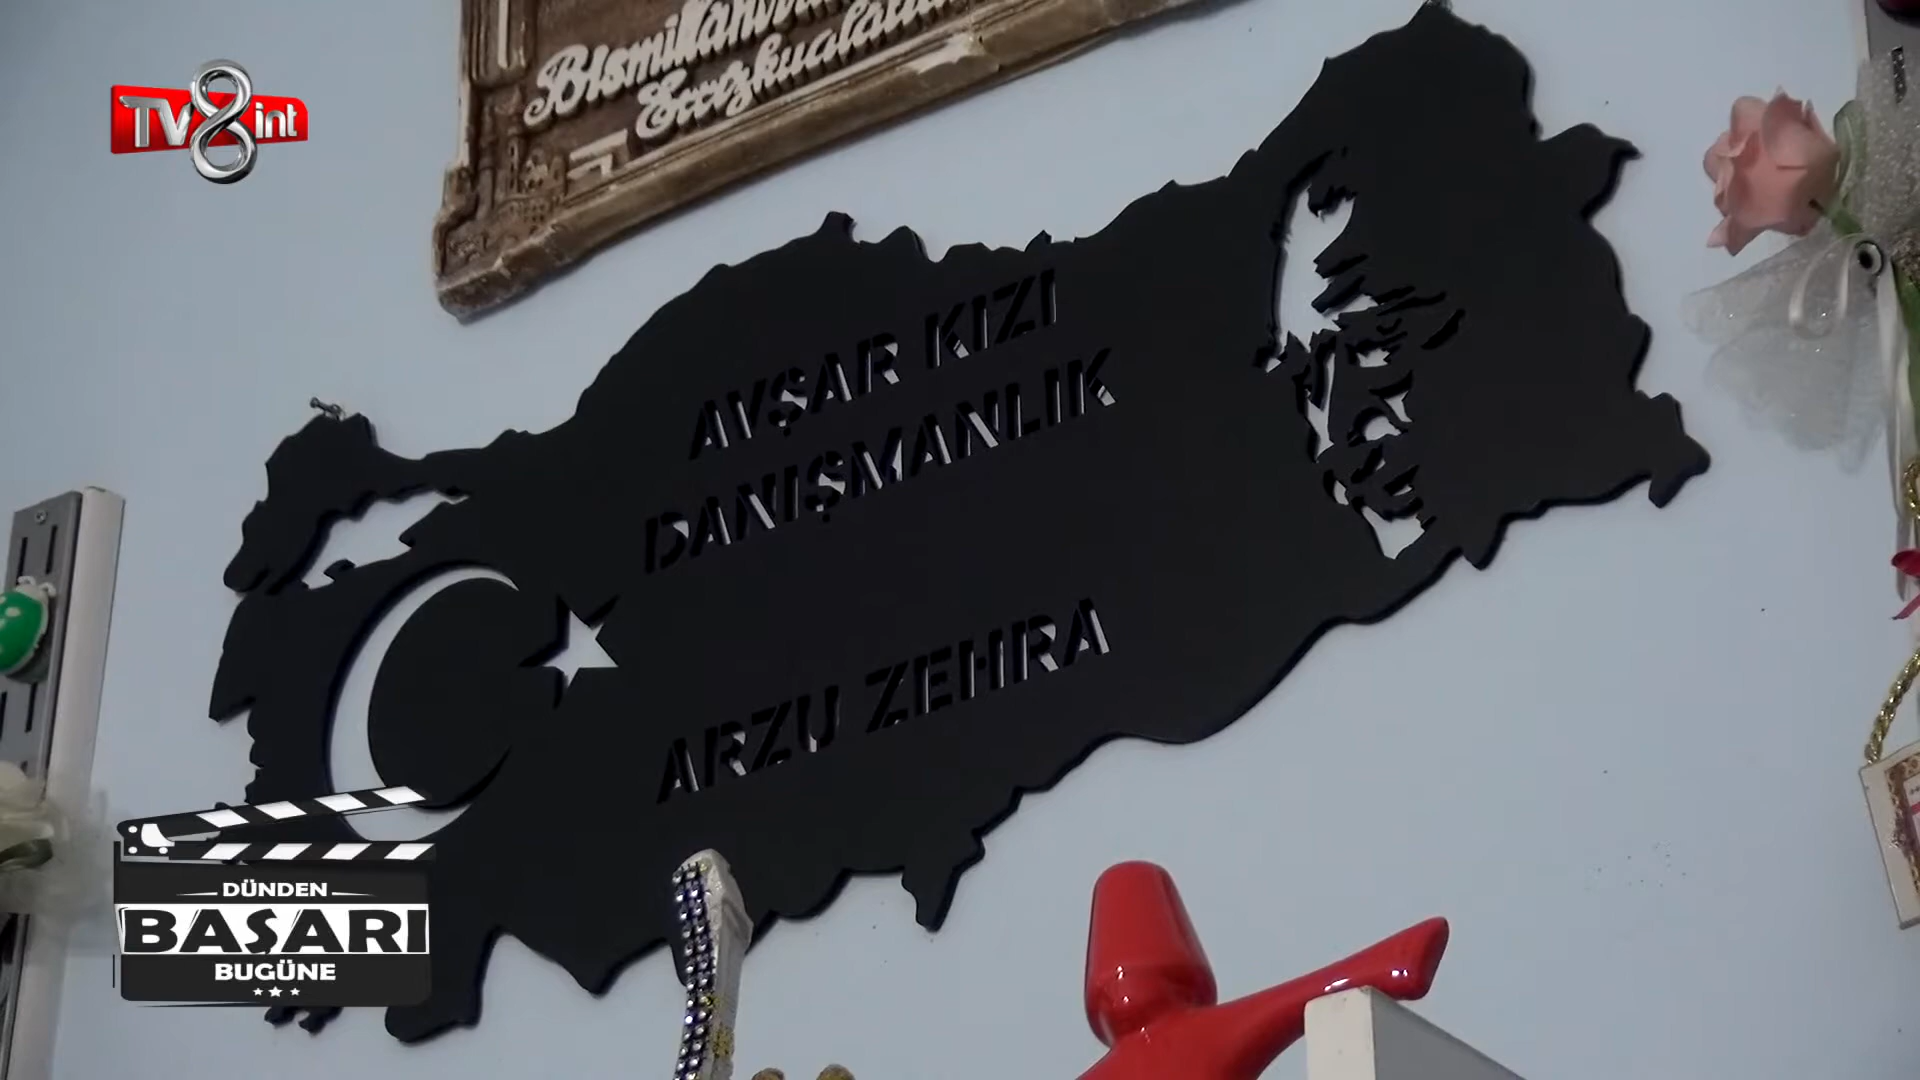 TV8int
AVŞAR KIZI
DANIŞMANLIK
ARZU ZEHRA
DÜNDEN
BAŞARI
BUGÜNE